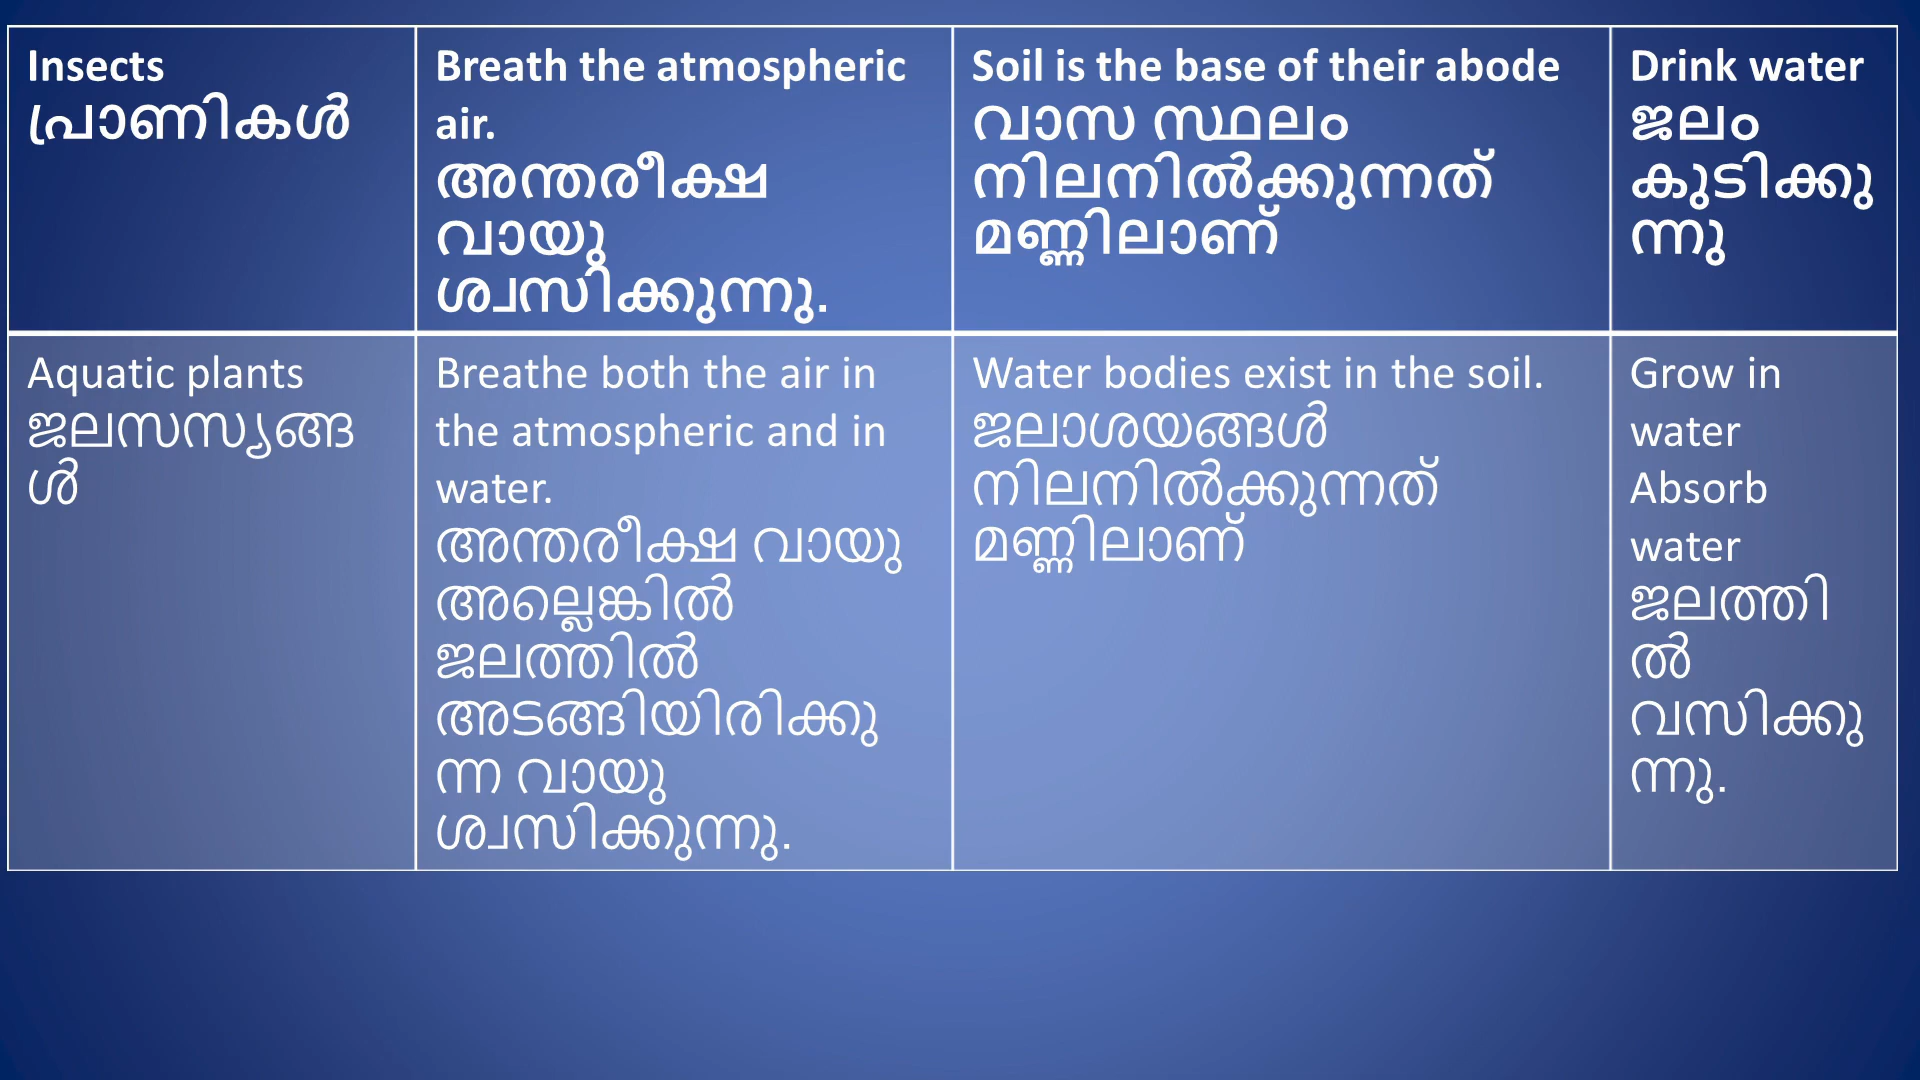 Insects
പ്രാണികൾ
Breath the atmospheric
air.
അന്തരീക്ഷ
വായു
ശ്വസിക്കുന്നു.
Soil is the base of their abode
വാസ സ്ഥലം
നിലനിൽക്കുന്നത്
മണ്ണിലാണ്
Drink water
ജലം
കുടിക്കു
ന്നു
Aquatic plants
ജലസസ്യങ്ങ
ൾ
Breathe both the air in
the atmospheric and in
water.
അന്തരീക്ഷ വായു
അല്ലെങ്കിൽ
ജലത്തിൽ
അടങ്ങിയിരിക്കു
ന്ന വായു
ശ്വസിക്കുന്നു.
Water bodies exist in the soil.
ജലാശയങ്ങൾ
നിലനിൽക്കുന്നത്
മണ്ണിലാണ്
Grow in
water
Absorb
water
ജലത്തി
ൽ
വസിക്കു
ന്നു.